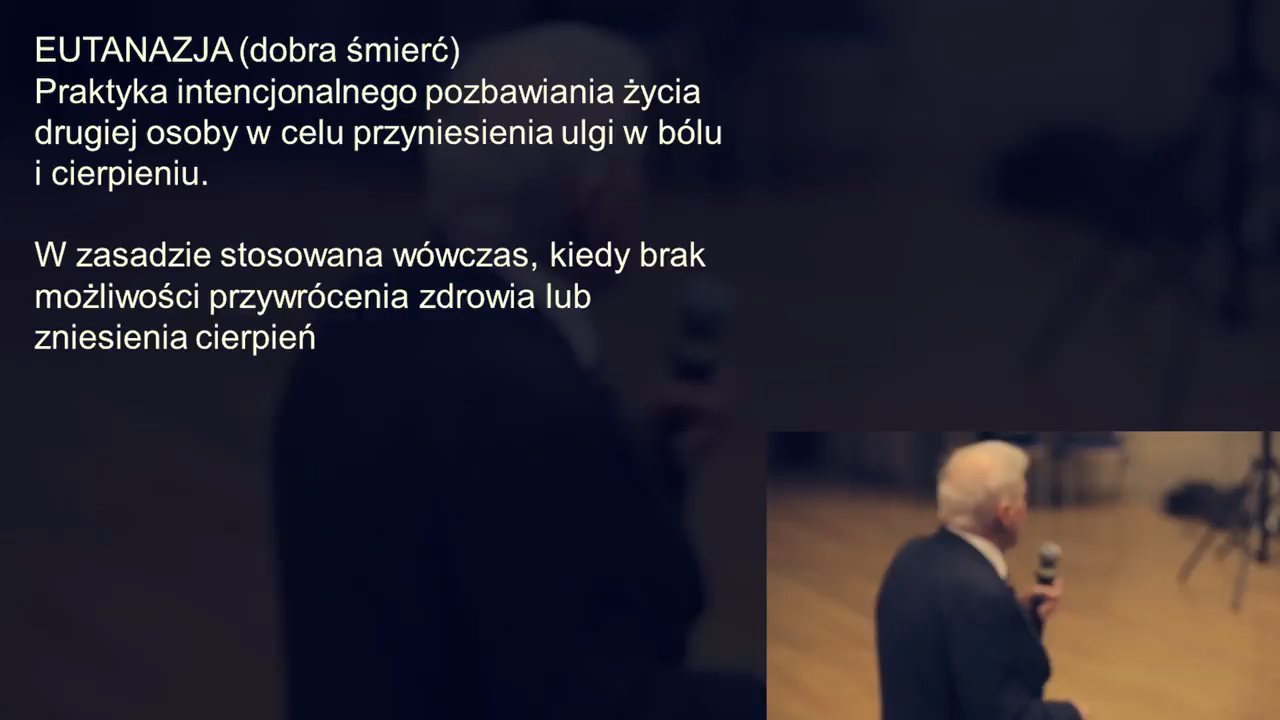 EUTANAZJA (dobra śmierć)
Praktyka intencjonalnego pozbawiania życia
drugiej osoby w celu przyniesienia ulgi w bólu
i cierpieniu.
W zasadzie stosowana wówczas, kiedy brak
możliwości przywrócenia zdrowia lub
zniesienia cierpień